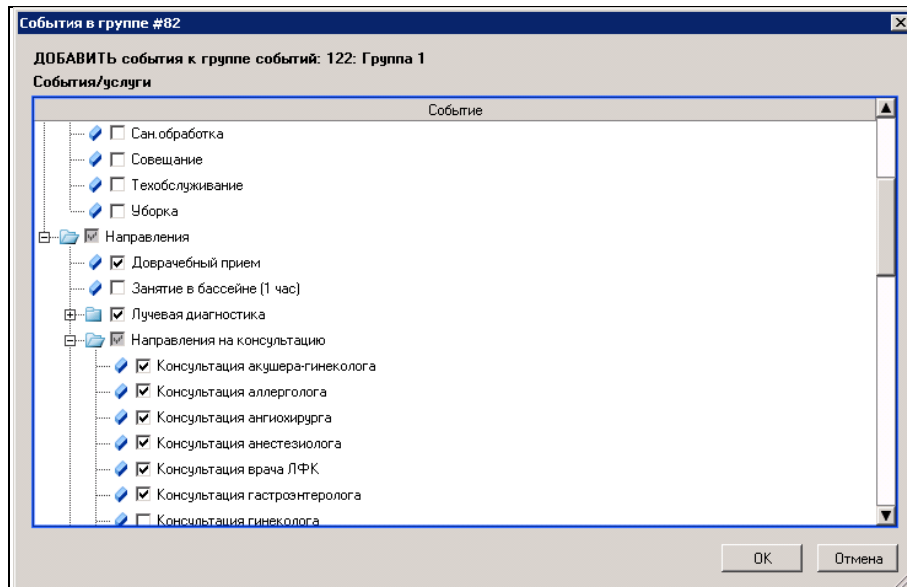 События в группе #82
ДОБАВИТЬ события к группе событий: 122: Группа 1
События/услуги
Событие
Сан.обработка
Совещание
Техобслуживание
Уборка
Направления
Доврачебный прием
Занятие в бассейне (1 час)
Лучевая диагностика
Направления на консультацию
Консультация акушера-гинеколога
Консультация аллерголога
Консультация ангиохирурга
Консультация анестезиолога
Консультация врача ЛФК
Консультация гастроэнтеролога
Консультация гинеколога
OK
Отмена